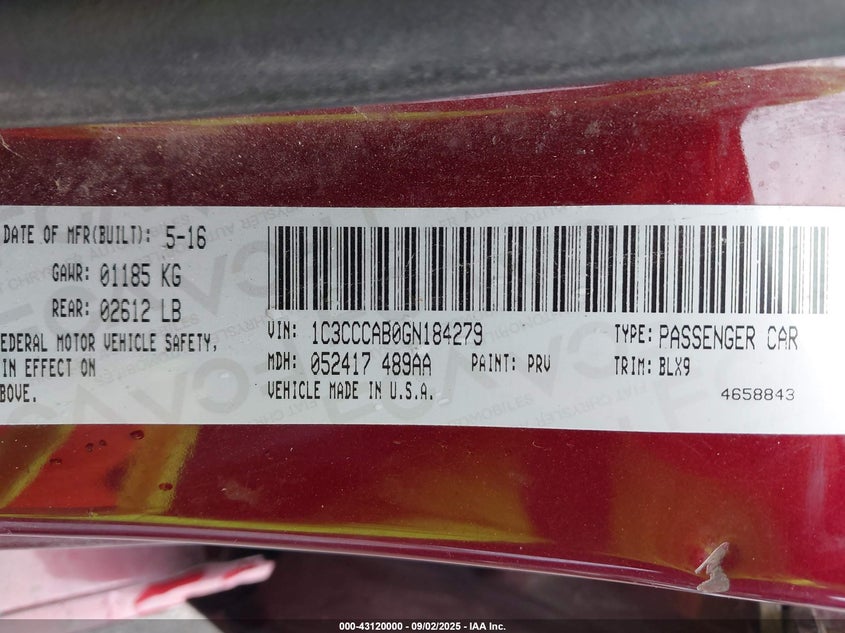 DATE OF MFR(BUILT): 5-16
GAWR: 01185 KG
REAR: 02612 LB
FEDERAL MOTOR VEHICLE SAFETY,
IN EFFECT ON
BOVE.
VIN: 1C3CCCAB0GN184279 TYPE: PASSENGER CAR
MDH: 052417 489AA PAINT: PRV TRIM: BLX9
VEHICLE MADE IN U.S.A.
4658843
000-43120000 - 09/02/2025 - IAA Inc.